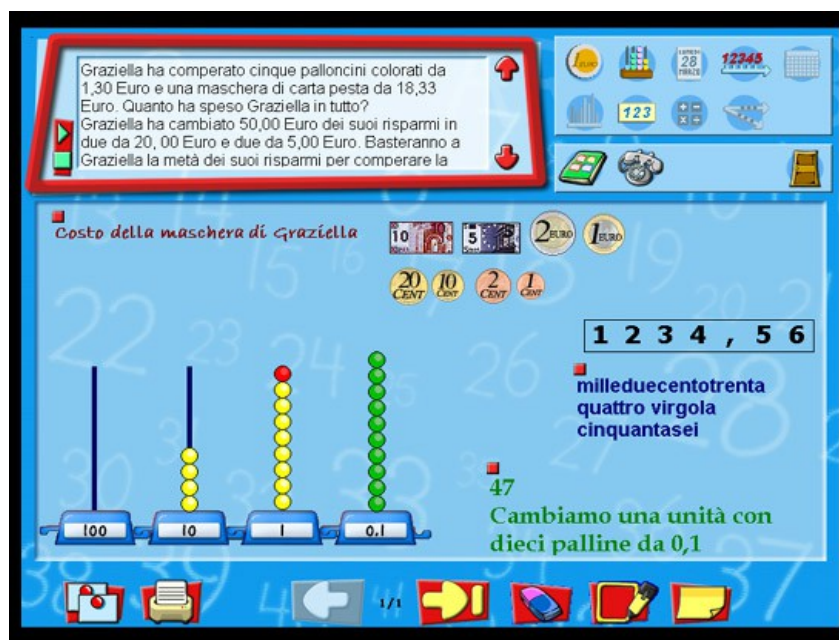 Graziella ha comperato cinque palloncini colorati da
1,30 Euro e una maschera di carta pesta da 18,33
Euro. Quanto ha speso Graziella in tutto?
Graziella ha cambiato 50,00 Euro dei suoi risparmi in
due da 20, 00 Euro e due da 5,00 Euro. Basteranno a
Graziella la metà dei suoi risparmi per comperare la
1 EURO
28
12345
123
Costo della maschera di Graziella
10
5
2 EURO
1 EURO
20 CENT
10 CENT
2 CENT
1 CENT
1 2 3 4 , 5 6
milleduecentotrenta
quattro virgola
cinquantasei
47
Cambiamo una unità con
dieci palline da 0,1
100
10
1
0,1
1/1